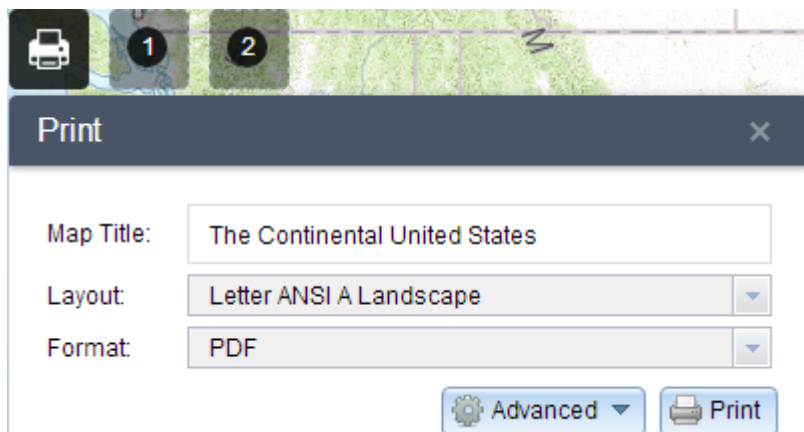 1 2
M
Print
Map Title: The Continental United States
Layout: Letter ANSI A Landscape
Format: PDF
Advanced Print